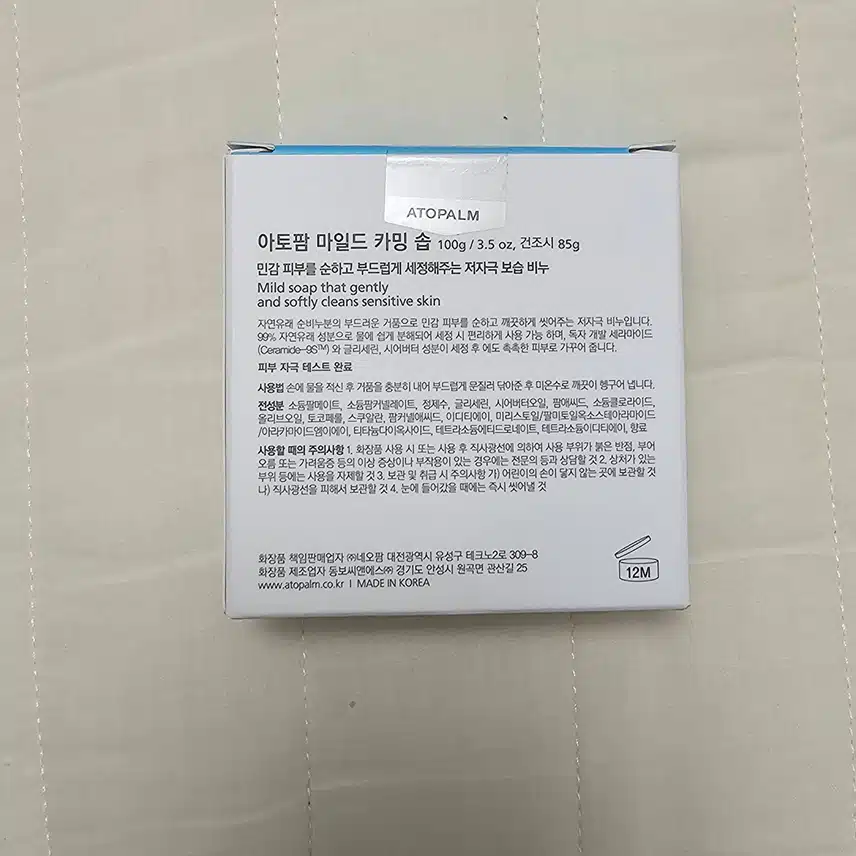 ATOPALM
아토팜 마일드 카밍 솝 100g / 3.5 oz, 건조시 85g
민감 피부를 순하고 부드럽게 세정해주는 저자극 보습 비누
Mild soap that gently
and softly cleans sensitive skin
자연유래 순비누분의 부드러운 거품으로 민감 피부를 순하고 깨끗하게 씻어주는 저자극 비누입니다.
99% 자연유래 성분으로 물에 쉽게 분해되어 세정 시 편리하게 사용 가능 하며, 독자 개발 세라마이드
(Ceramide-9S™) 와 글리세린, 시어버터 성분이 세정 후 에도 촉촉한 피부로 가꾸어 줍니다.
피부 자극 테스트 완료
사용법 손에 물을 적신 후 거품을 충분히 내어 부드럽게 문질러 닦아준 후 미온수로 깨끗이 헹구어 냅니다.
전성분 소듐팔메이트, 소듐팜커넬레이트, 정제수, 글리세린, 시어버터오일, 팜애씨드, 소듐클로라이드,
올리브오일, 토코페롤, 스쿠알란, 팜커넬애씨드, 이디티에이, 미리스토일/팔미토일옥소스테아라마이드
/아라카마이드엠이에이, 티타늄다이옥사이드, 테트라소듐에티드로네이트, 테트라소듐이디티에이, 향료
사용할 때의 주의사항 1. 화장품 사용 시 또는 사용 후 직사광선에 의하여 사용 부위가 붉은 반점, 부어
오름 또는 가려움증 등의 이상 증상이나 부작용이 있는 경우에는 전문의 등과 상담할 것 2. 상처가 있는
부위 등에는 사용을 자제할 것 3. 보관 및 취급 시 주의사항 가) 어린이의 손이 닿지 않는 곳에 보관할 것
나) 직사광선을 피해서 보관할 것 4. 눈에 들어갔을 때에는 즉시 씻어낼 것
화장품 책임판매업자 ㈜네오팜 대전광역시 유성구 테크노2로 309-8
화장품 제조업자 동보씨앤에스㈜ 경기도 안성시 원곡면 관산길 25
www.atopalm.co.kr | MADE IN KOREA
12M